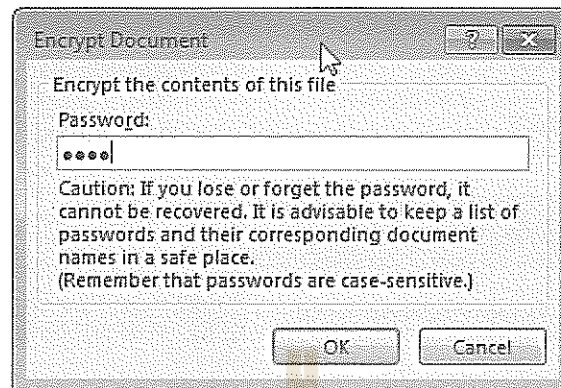 Encrypt Document
Encrypt the contents of this file
Password:
Caution: If you lose or forget the password, it
cannot be recovered. It is advisable to keep a list of
passwords and their corresponding document
names in a safe place.
(Remember that passwords are case-sensitive.)
OK Cancel